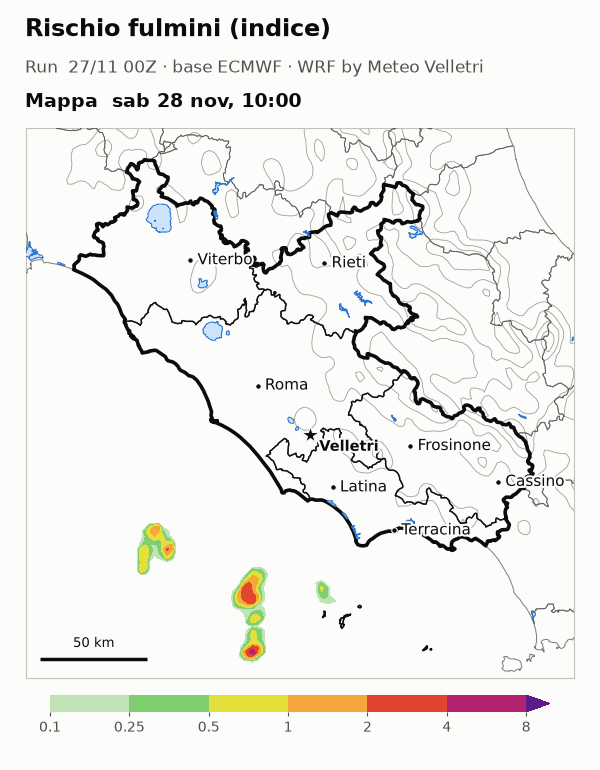 Rischio fulmini (indice)
Run  27/11 00Z · base ECMWF · WRF by Meteo Velletri
Mappa  sab 28 nov, 10:00
Viterbo
Rieti
Roma
Velletri
Frosinone
Cassino
Latina
Terracina
50 km
0.1 0.25 0.5 1 2 4 8